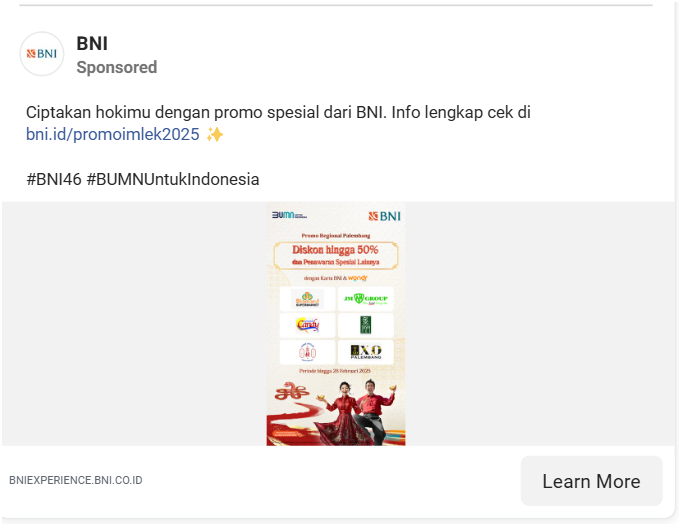 BNI
BNI
Sponsored
Ciptakan hokimu dengan promo spesial dari BNI. Info lengkap cek di
bni.id/promoimlek2025 ✨
#BNI46 #BUMNUntukIndonesia
BUMN
BNI
Promo Regional Palembang
Diskon hingga 50%
dan Penawaran Spesial Lainnya
dengan Kartu BNI & wondr
JM GROUP
Candy
XO
PALEMBANG
Periode hingga 28 Februari 2025
BNIEXPERIENCE.BNI.CO.ID
Learn More